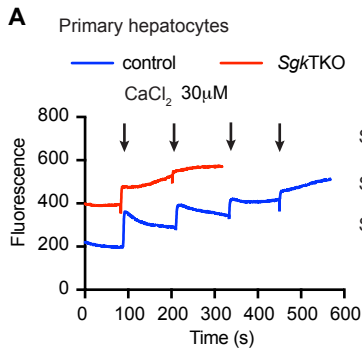 A
Primary hepatocytes
control SgkTKO
CaCl₂ 30μM
Fluorescence
800
600
400
200
0
0 100 200 300 400 500 600
Time (s)
s
s
s